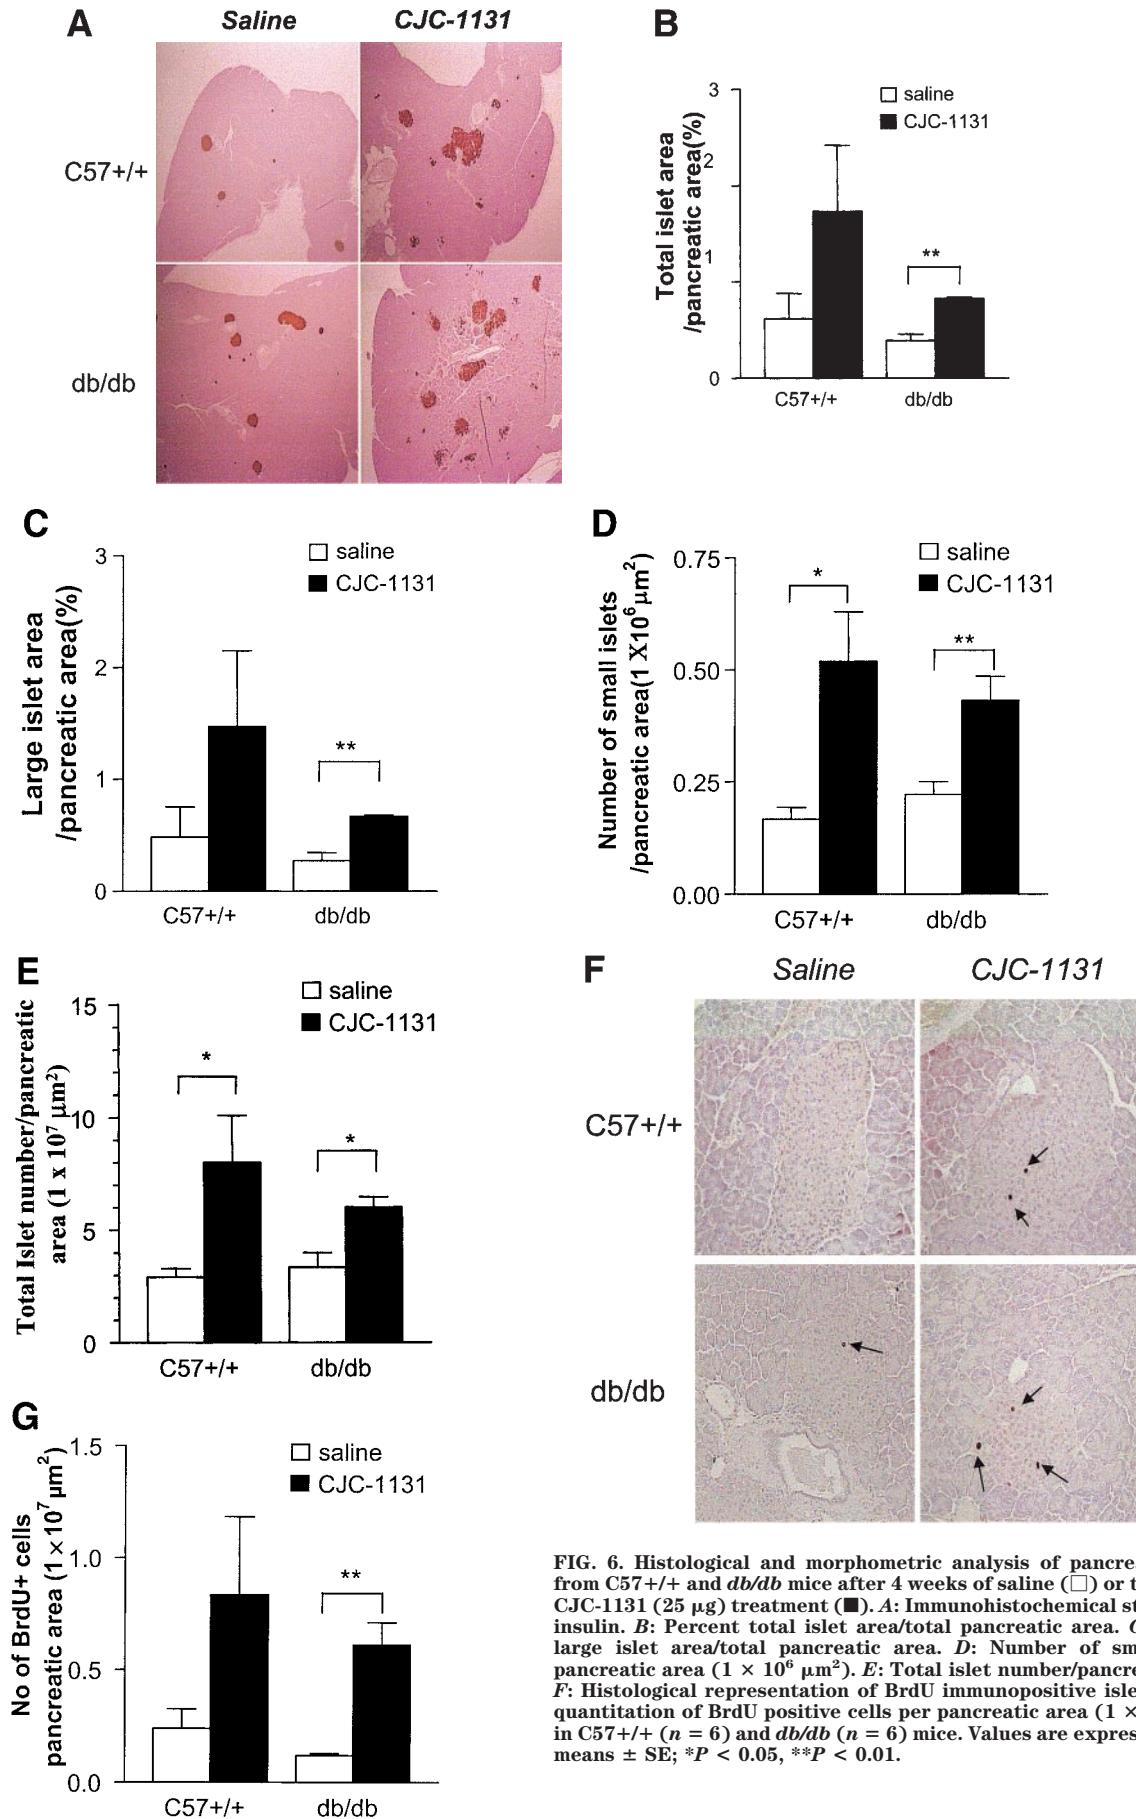 A
Saline
CJC-1131
C57+/+
db/db
B
Total islet area
/pancreatic area(%)
3
2
1
0
saline
CJC-1131
**
C57+/+
db/db
C
Large islet area
/pancreatic area(%)
3
2
1
0
saline
CJC-1131
**
C57+/+
db/db
D
Number of small islets
/pancreatic area(1 X10⁶µm²)
0.75
0.50
0.25
0.00
saline
CJC-1131
*
**
C57+/+
db/db
E
Total Islet number/pancreatic
area (1 x 10⁷ µm²)
15
10
5
0
saline
CJC-1131
*
*
C57+/+
db/db
F
Saline
CJC-1131
C57+/+
db/db
G
No of BrdU+ cells
pancreatic area (1×10⁷ µm²)
1.5
1.0
0.5
0.0
saline
CJC-1131
**
C57+/+
db/db
FIG. 6. Histological and morphometric analysis of pancre
from C57+/+ and db/db mice after 4 weeks of saline (□) or t
CJC-1131 (25 µg) treatment (■). A: Immunohistochemical st
insulin. B: Percent total islet area/total pancreatic area.
large islet area/total pancreatic area. D: Number of sm
pancreatic area (1 × 10⁶ µm²). E: Total islet number/pancre
F: Histological representation of BrdU immunopositive isle
quantitation of BrdU positive cells per pancreatic area (1 ×
in C57+/+ (n = 6) and db/db (n = 6) mice. Values are expres
means ± SE; *P < 0.05, **P < 0.01.